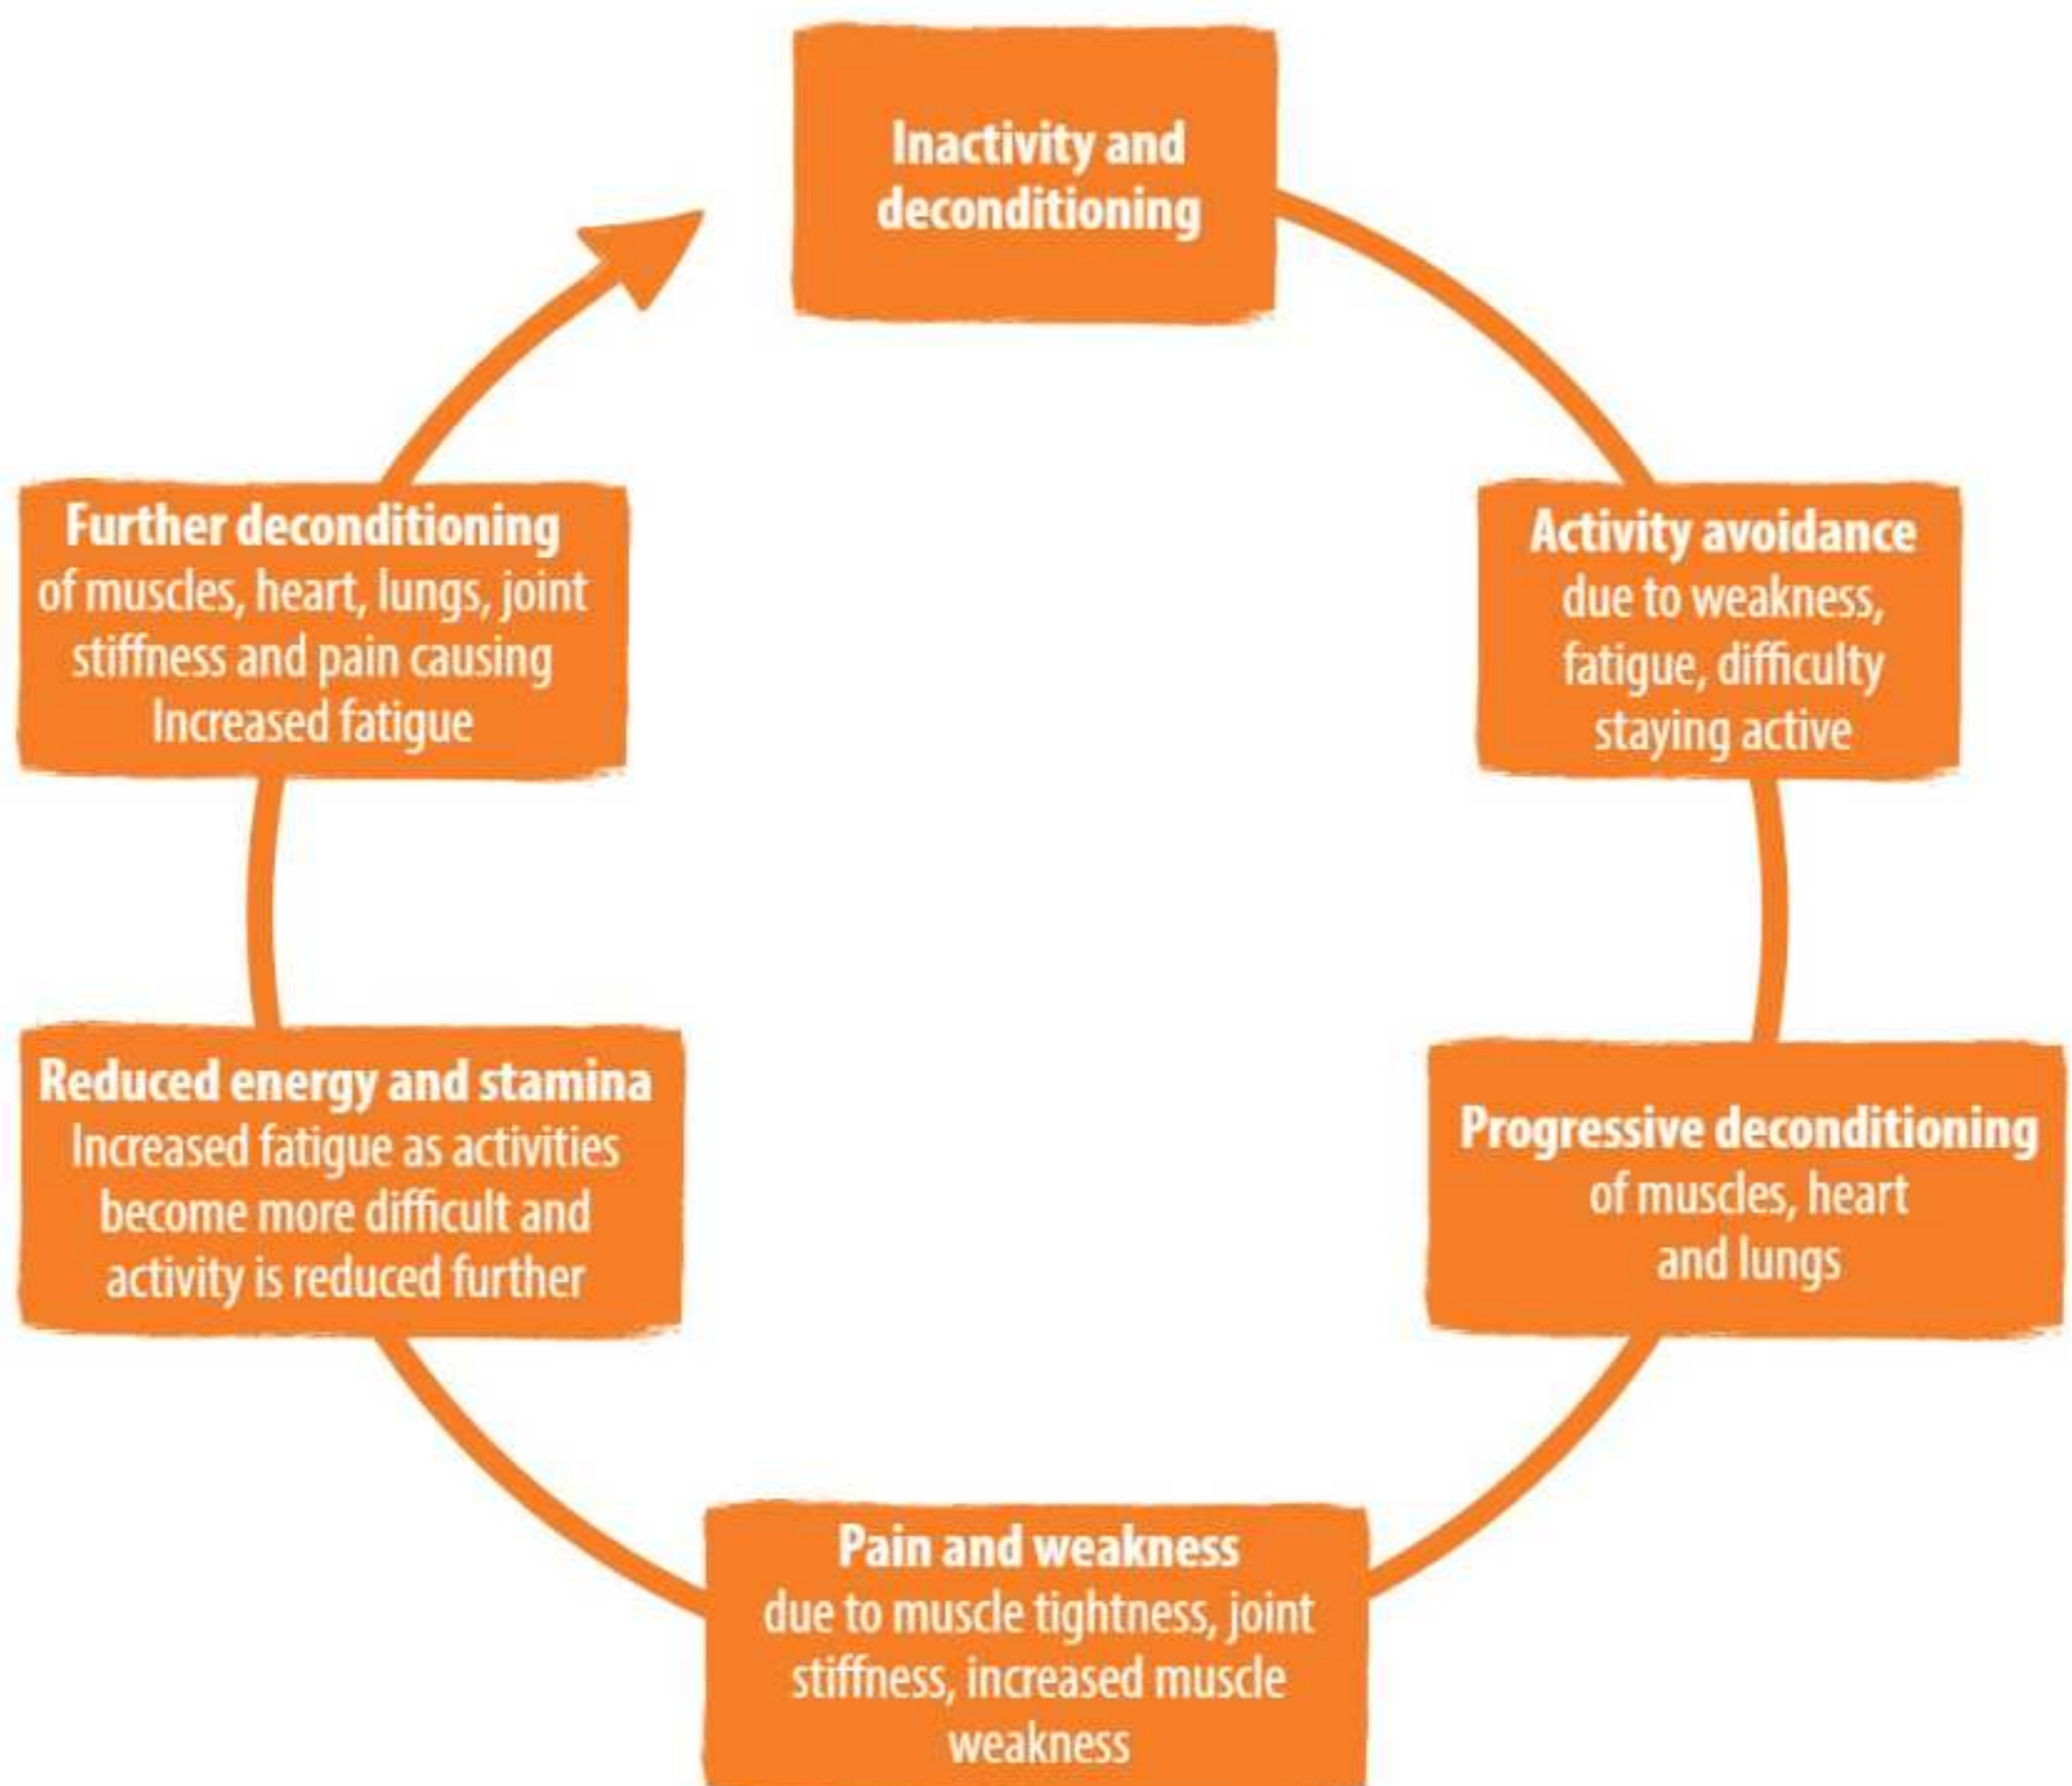 Inactivity and
deconditioning
Activity avoidance
due to weakness,
fatigue, difficulty
staying active
Progressive deconditioning
of muscles, heart
and lungs
Pain and weakness
due to muscle tightness, joint
stiffness, increased muscle
weakness
Reduced energy and stamina
Increased fatigue as activities
become more difficult and
activity is reduced further
Further deconditioning
of muscles, heart, lungs, joint
stiffness and pain causing
Increased fatigue